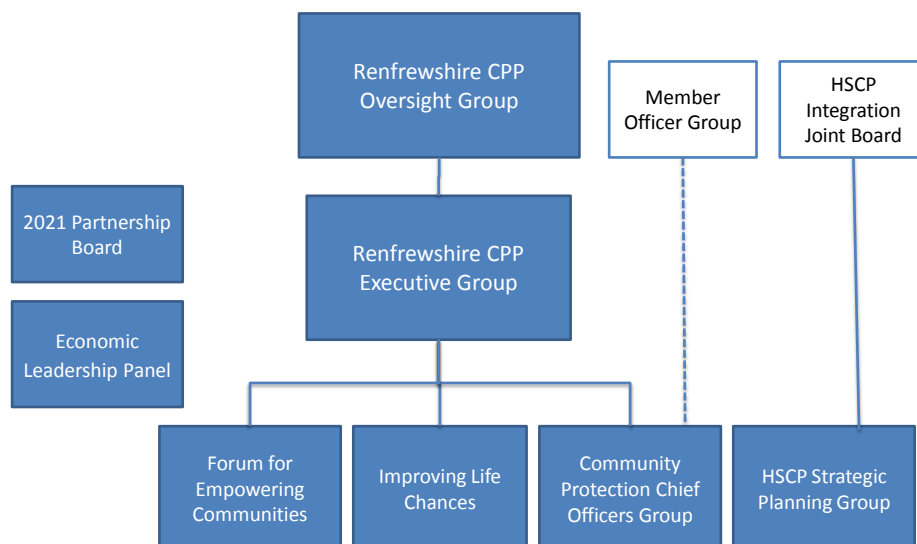 Renfrewshire CPP
Oversight Group
Member
Officer Group
HSCP
Integration
Joint Board
2021 Partnership
Board
Renfrewshire CPP
Executive Group
Economic
Leadership Panel
Forum for
Empowering
Communities
Improving Life
Chances
Community
Protection Chief
Officers Group
HSCP Strategic
Planning Group